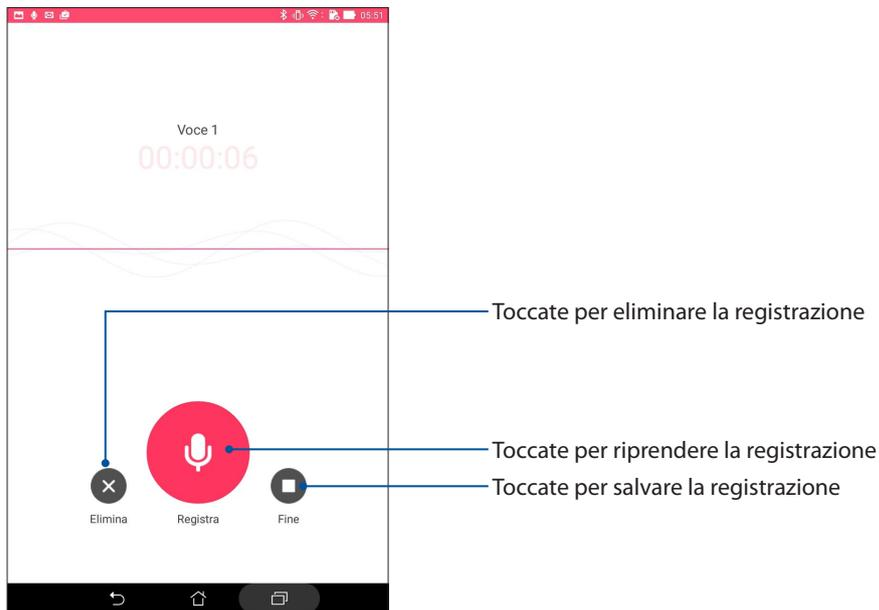 05:51
Voce 1
00:00:06
Toccate per eliminare la registrazione
Toccate per riprendere la registrazione
Toccate per salvare la registrazione
Elimina
Registra
Fine